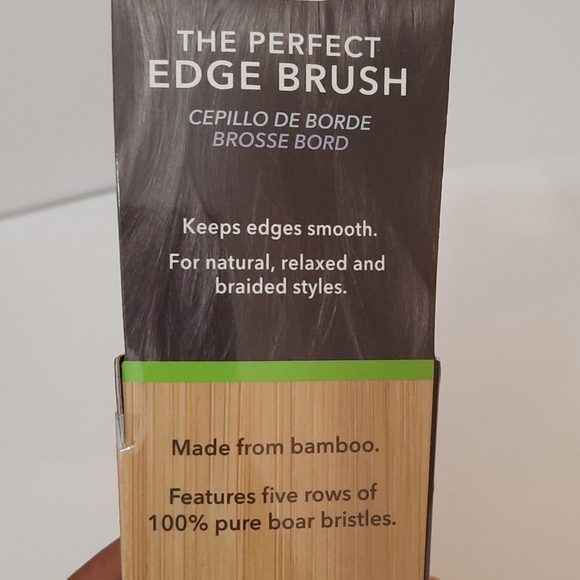 THE PERFECT
EDGE BRUSH
CEPILLO DE BORDE
BROSSE BORD
Keeps edges smooth.
For natural, relaxed and
braided styles.
Made from bamboo.
Features five rows of
100% pure boar bristles.